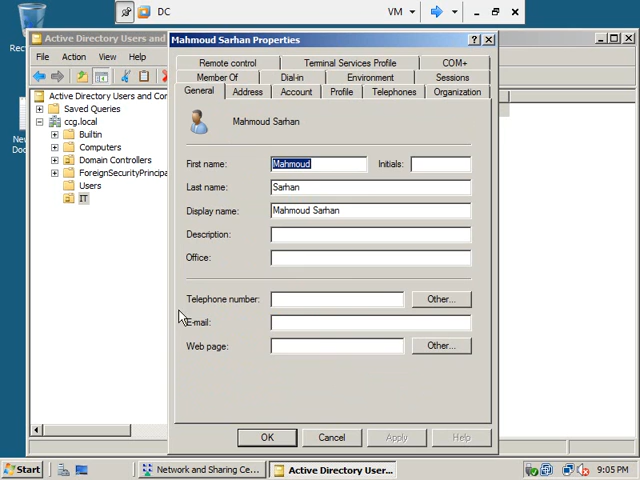 DC
VM
Recy
Active Directory Users and
Mahmoud Sarhan Properties
File Action View Help
Remote control Terminal Services Profile COM+
Member Of Dial-in Environment Sessions
General Address Account Profile Telephones Organization
Active Directory Users and Con
Saved Queries
ccg.local
Builtin
Computers
Domain Controllers
ForeignSecurityPrincipa
Users
IT
Ne
Doc
Mahmoud Sarhan
First name: Mahmoud Initials:
Last name: Sarhan
Display name: Mahmoud Sarhan
Description:
Office:
Telephone number: Other...
E-mail:
Web page: Other...
OK Cancel Apply Help
Start Network and Sharing Ce... Active Directory User... 9:05 PM